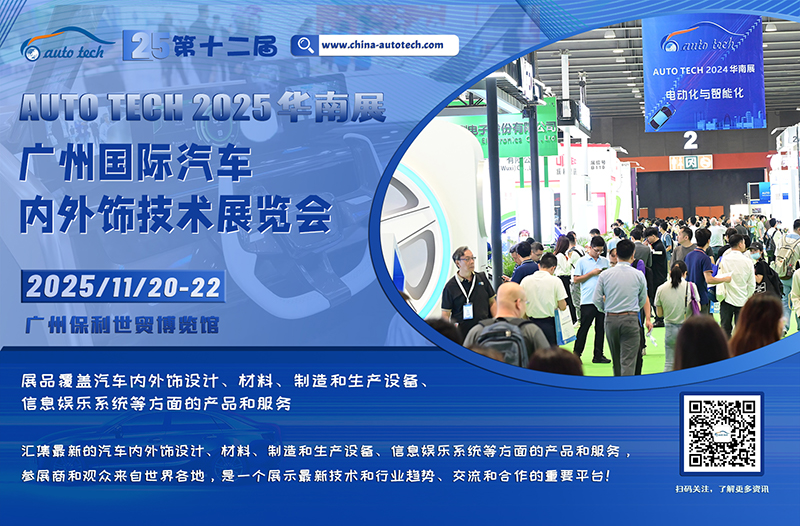 auto tech
25 第十二届
www.china-autotech.com
AUTO TECH 2025 华南展
广州国际汽车
内外饰技术展览会
2025/11/20-22
广州保利世贸博览馆
auto tech
AUTO TECH 2024 华南展
电动化与智能化
2
展品覆盖汽车内外饰设计、材料、制造和生产设备、
信息娱乐系统等方面的产品和服务
汇集最新的汽车内外饰设计、材料、制造和生产设备、信息娱乐系统等方面的产品和服务，
参展商和观众来自世界各地，是一个展示最新技术和行业趋势、交流和合作的重要平台！
扫码关注，了解更多资讯